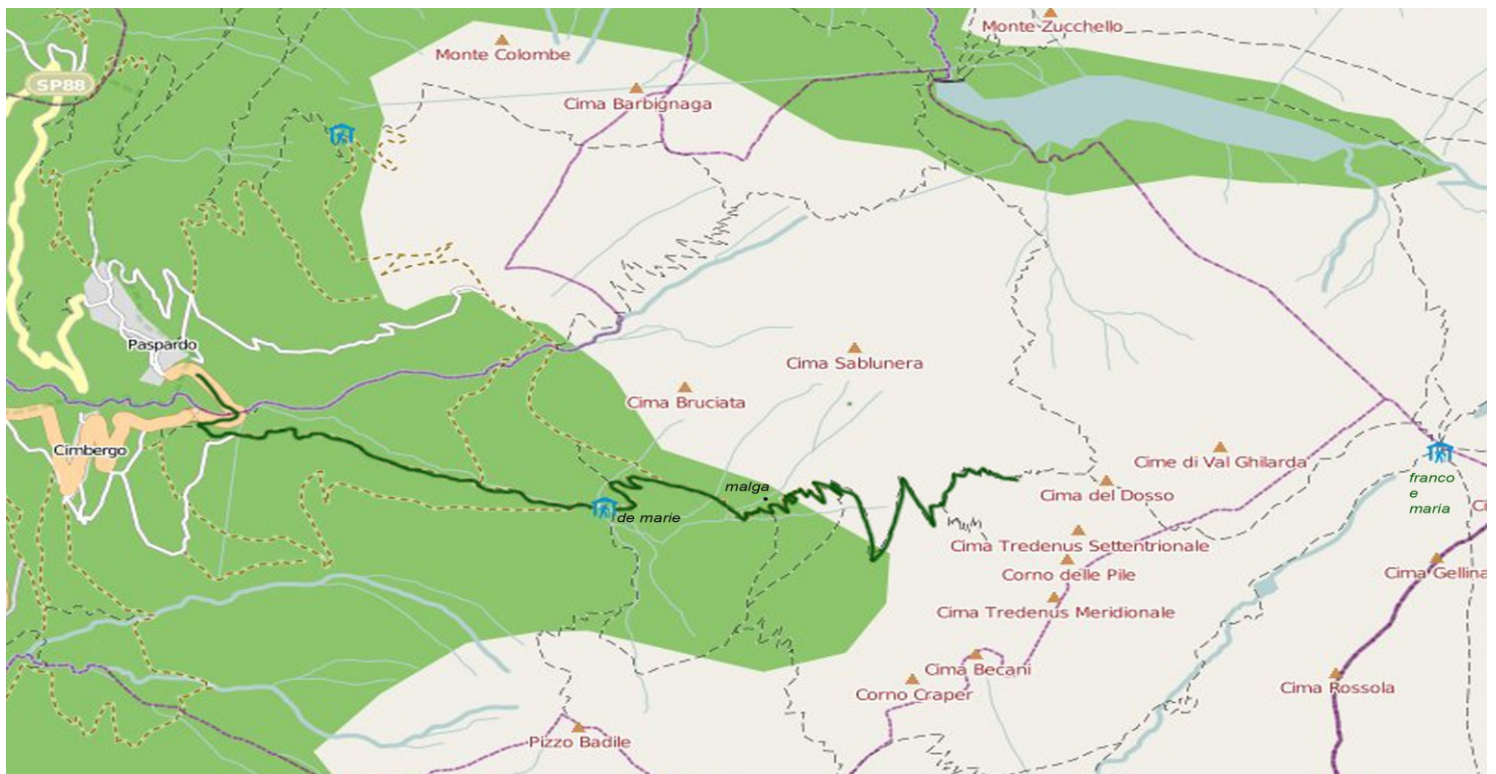 Monte Zucchello
Monte Colombe
SP88
Cima Barbignaga
Paspardo
Cima Sablunera
Cima Bruciata
Cimbergo
Cime di Val Ghilarda
franco
e
maria
malga
Cima del Dosso
de marie
Cima Tredenus Settentrionale
Corno delle Pile
Cima Gellina
Cima Tredenus Meridionale
Cima Becani
Corno Craper
Cima Rossola
Pizzo Badile